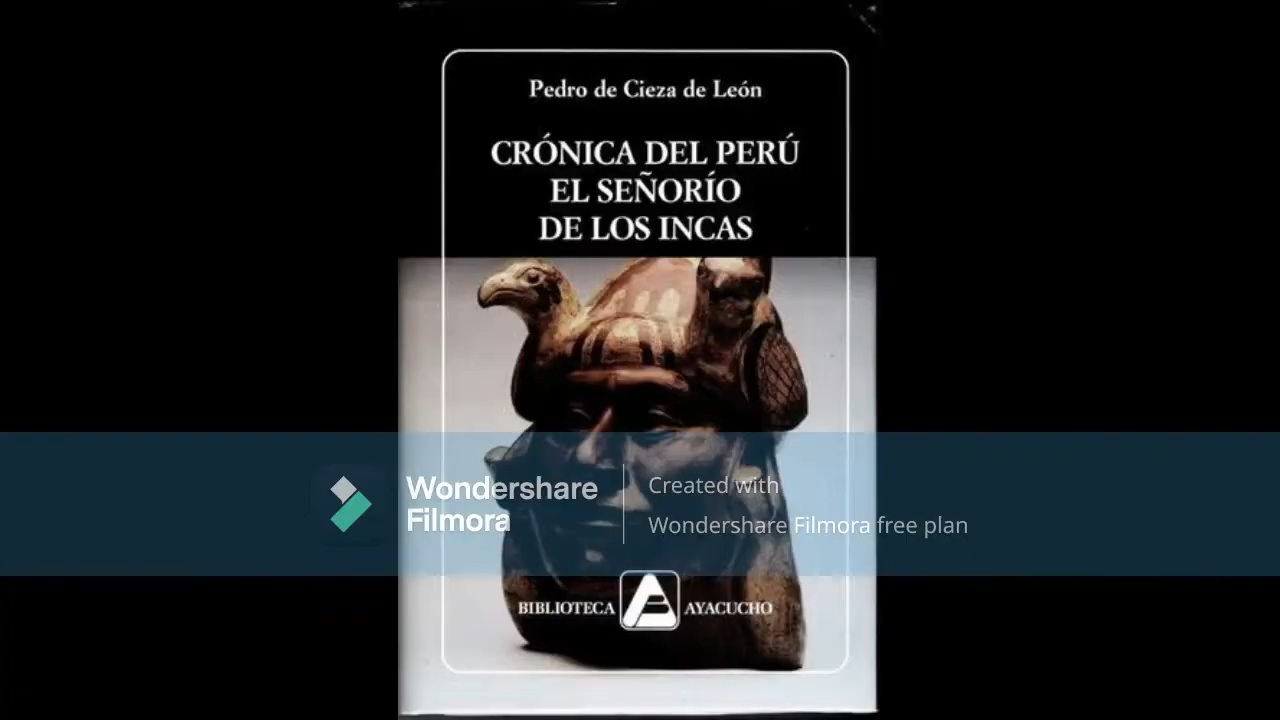 Pedro de Cieza de León
CRÓNICA DEL PERÚ
EL SEÑORÍO
DE LOS INCAS
Wondershare
Filmora
Created with
Wondershare Filmora free plan
BIBLIOTECA AYACUCHO